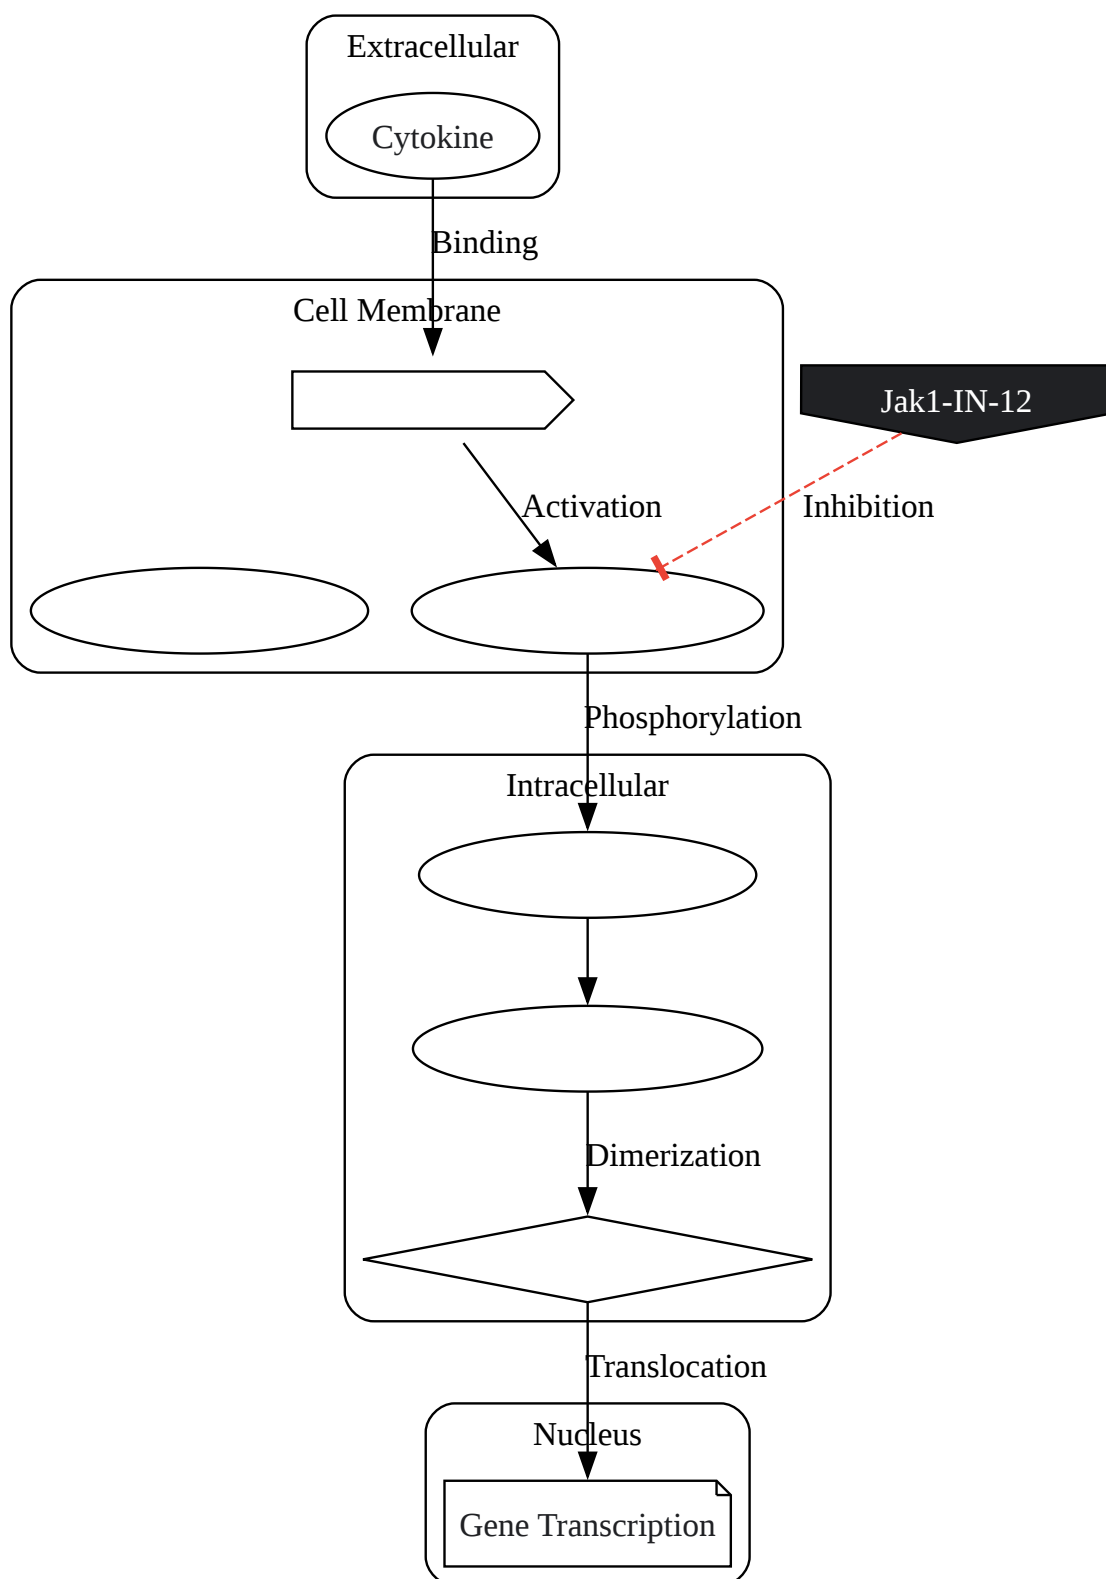 Extracellular
Cytokine
Binding
Cell Membrane
Jak1-IN-12
Activation
Inhibition
Phosphorylation
Intracellular
Dimerization
Translocation
Nucleus
Gene Transcription